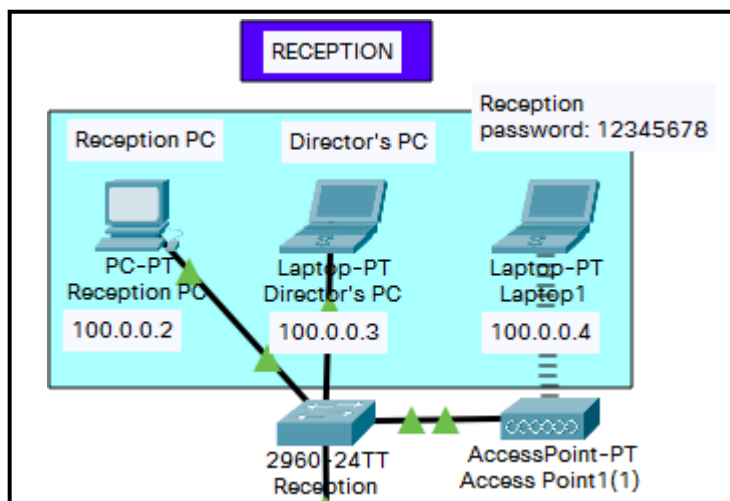 RECEPTION
Reception
password: 12345678
Reception PC
Director's PC
PC-PT
Reception PC
Laptop-PT
Director's PC
Laptop-PT
Laptop1
100.0.0.2
100.0.0.3
100.0.0.4
2960-24TT
Reception
AccessPoint-PT
Access Point1(1)